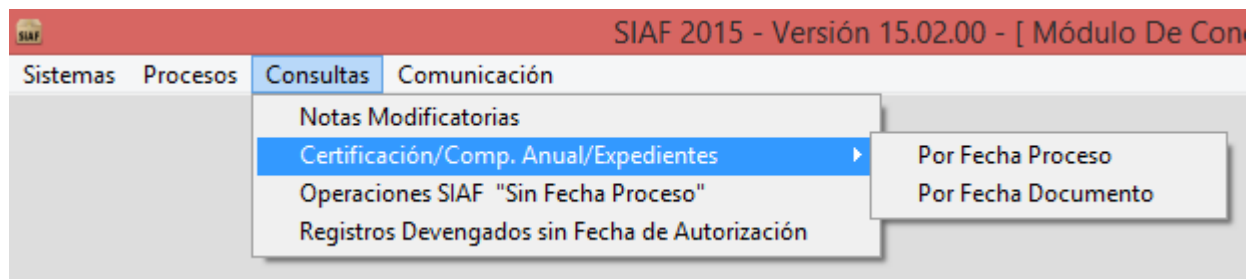 SIAF
SIAF 2015 - Versión 15.02.00 - [ Módulo De Con
Sistemas Procesos Consultas Comunicación
Notas Modificatorias
Certificación/Comp. Anual/Expedientes
Por Fecha Proceso
Operaciones SIAF "Sin Fecha Proceso"
Por Fecha Documento
Registros Devengados sin Fecha de Autorización